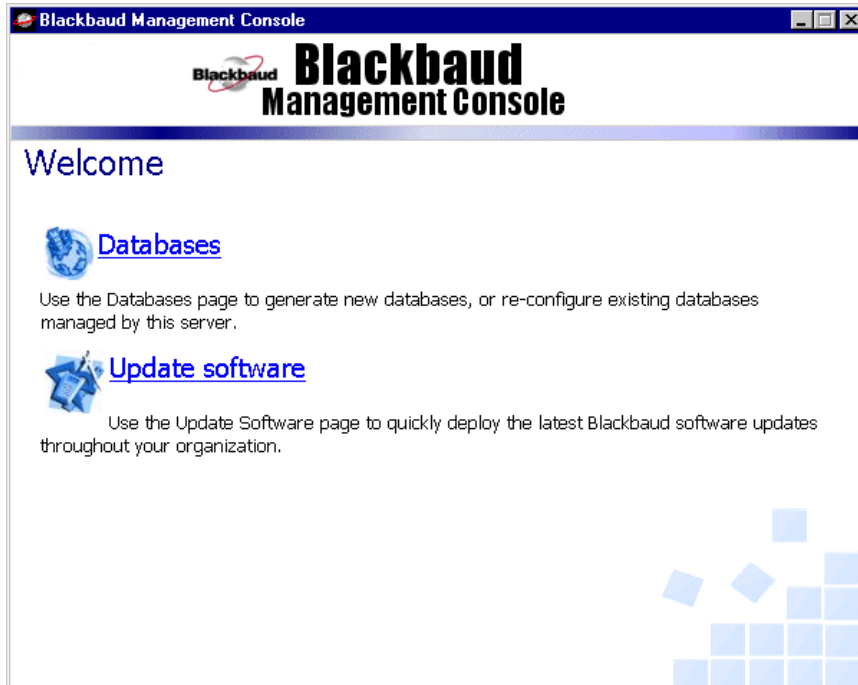 Blackbaud Management Console
Blackbaud
Blackbaud
Management Console
Welcome
Databases
Use the Databases page to generate new databases, or re-configure existing databases
managed by this server.
Update software
Use the Update Software page to quickly deploy the latest Blackbaud software updates
throughout your organization.